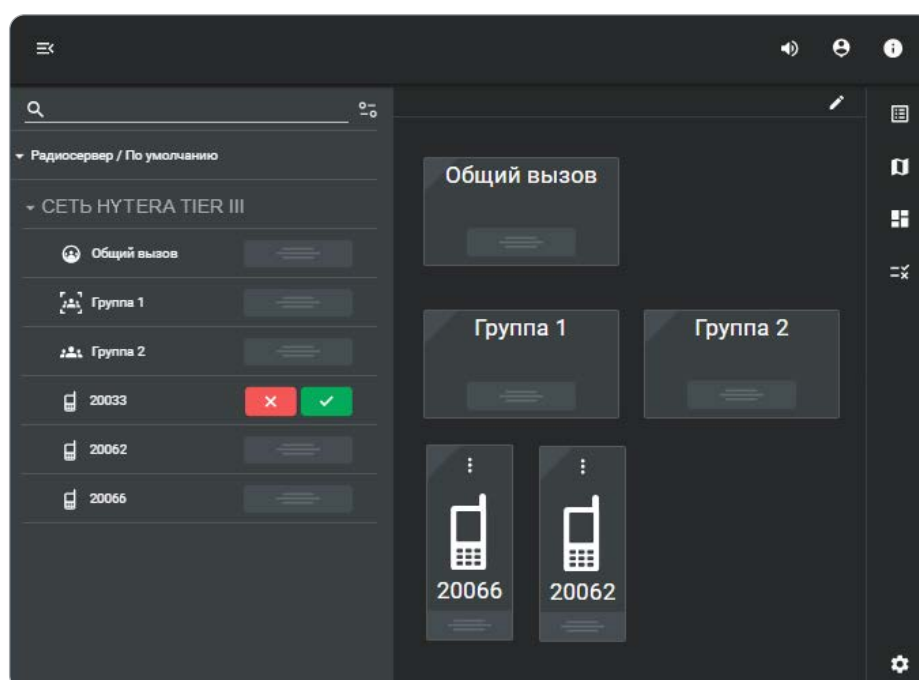 Радиосервер / По умолчанию
СЕТЬ HYTERA TIER III
Общий вызов
Группа 1
Группа 2
20033
20062
20066
Общий вызов
Группа 1
Группа 2
20066
20062